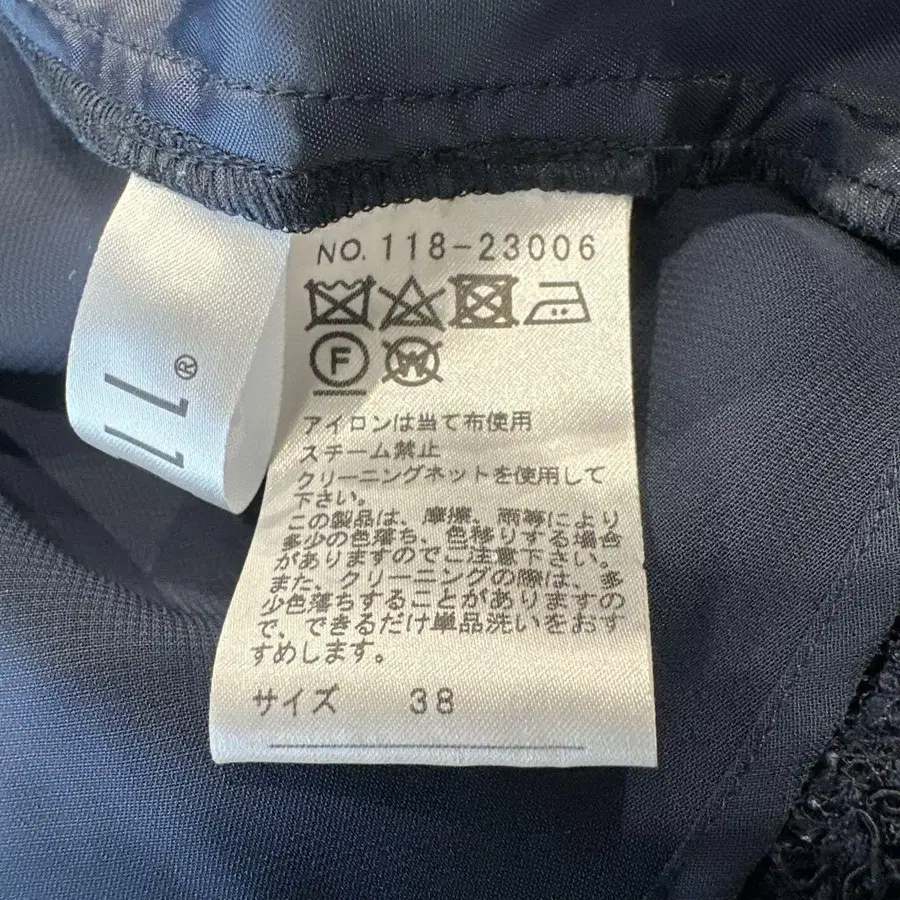 NO. 118-23006
F
W
アイロンは当て布使用
スチーム禁止
クリーニングネットを使用して
下さい。
この製品は、摩擦、雨等により
多少の色落ち、色移りする場合
がありますのでご注意下さい。
また、クリーニングの際は、多
少色落ちすることがありますの
で、できるだけ単品洗いをおす
すめします。
サイズ 38
®